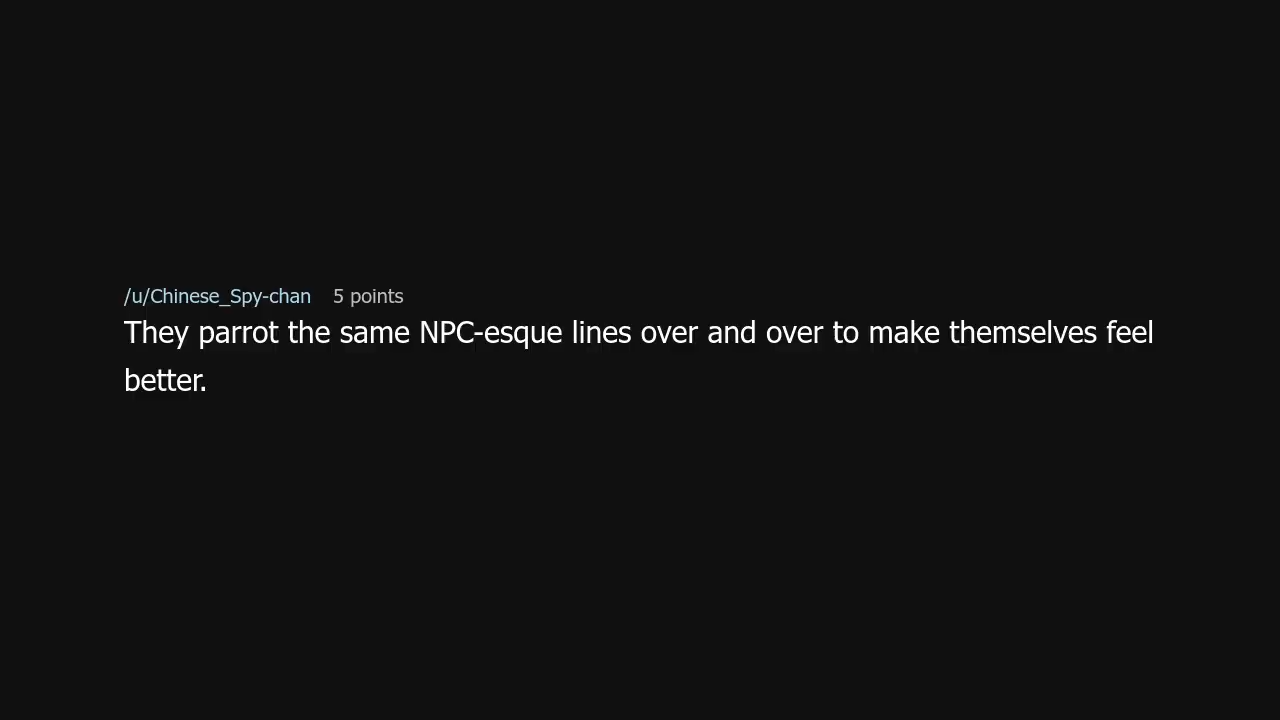 /u/Chinese_Spy-chan 5 points
They parrot the same NPC-esque lines over and over to make themselves feel
better.